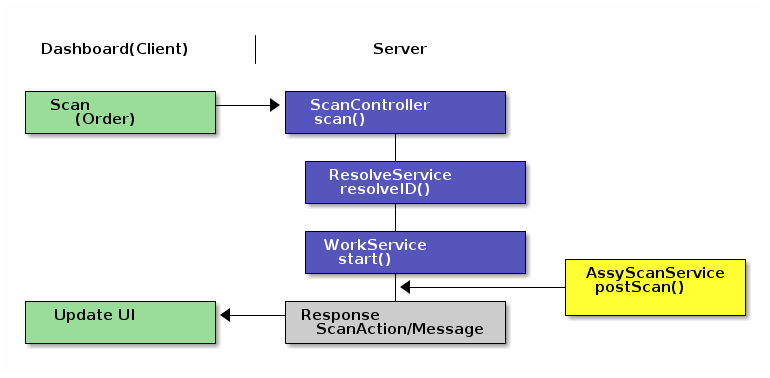 Dashboard(Client)
Server
Scan
(Order)
ScanController
scan()
ResolveService
resolveID()
WorkService
start()
AssyScanService
postScan()
Update UI
Response
ScanAction/Message